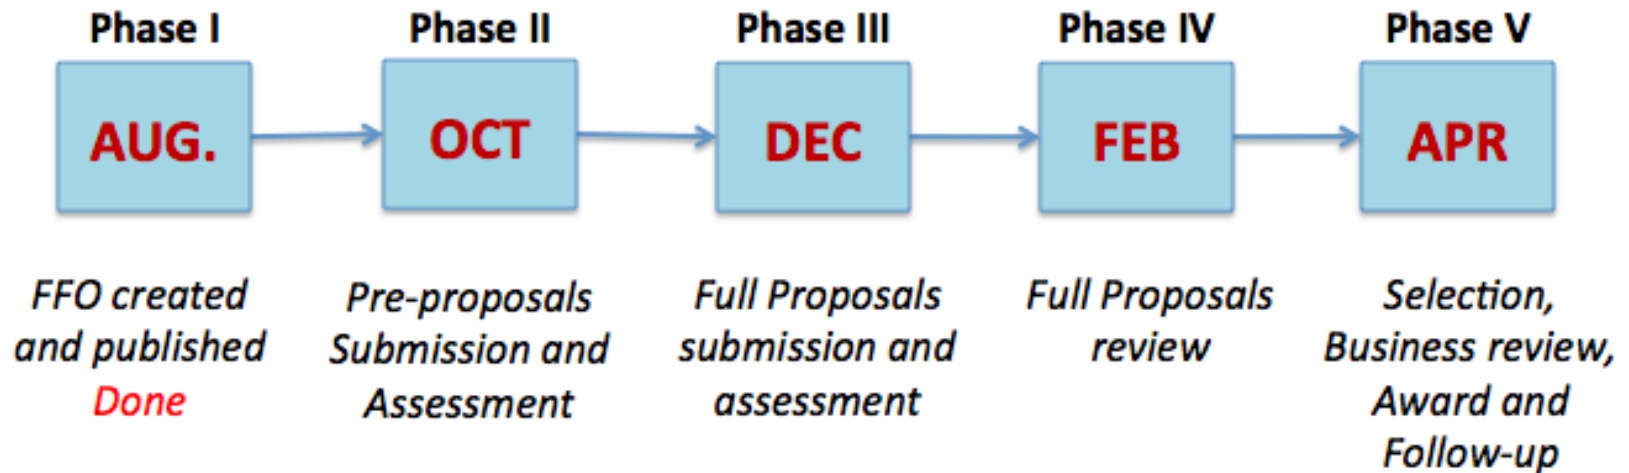 Phase I
AUG.
FFO created
and published
Done
Phase II
OCT
Pre-proposals
Submission and
Assessment
Phase III
DEC
Full Proposals
submission and
assessment
Phase IV
FEB
Full Proposals
review
Phase V
APR
Selection,
Business review,
Award and
Follow-up